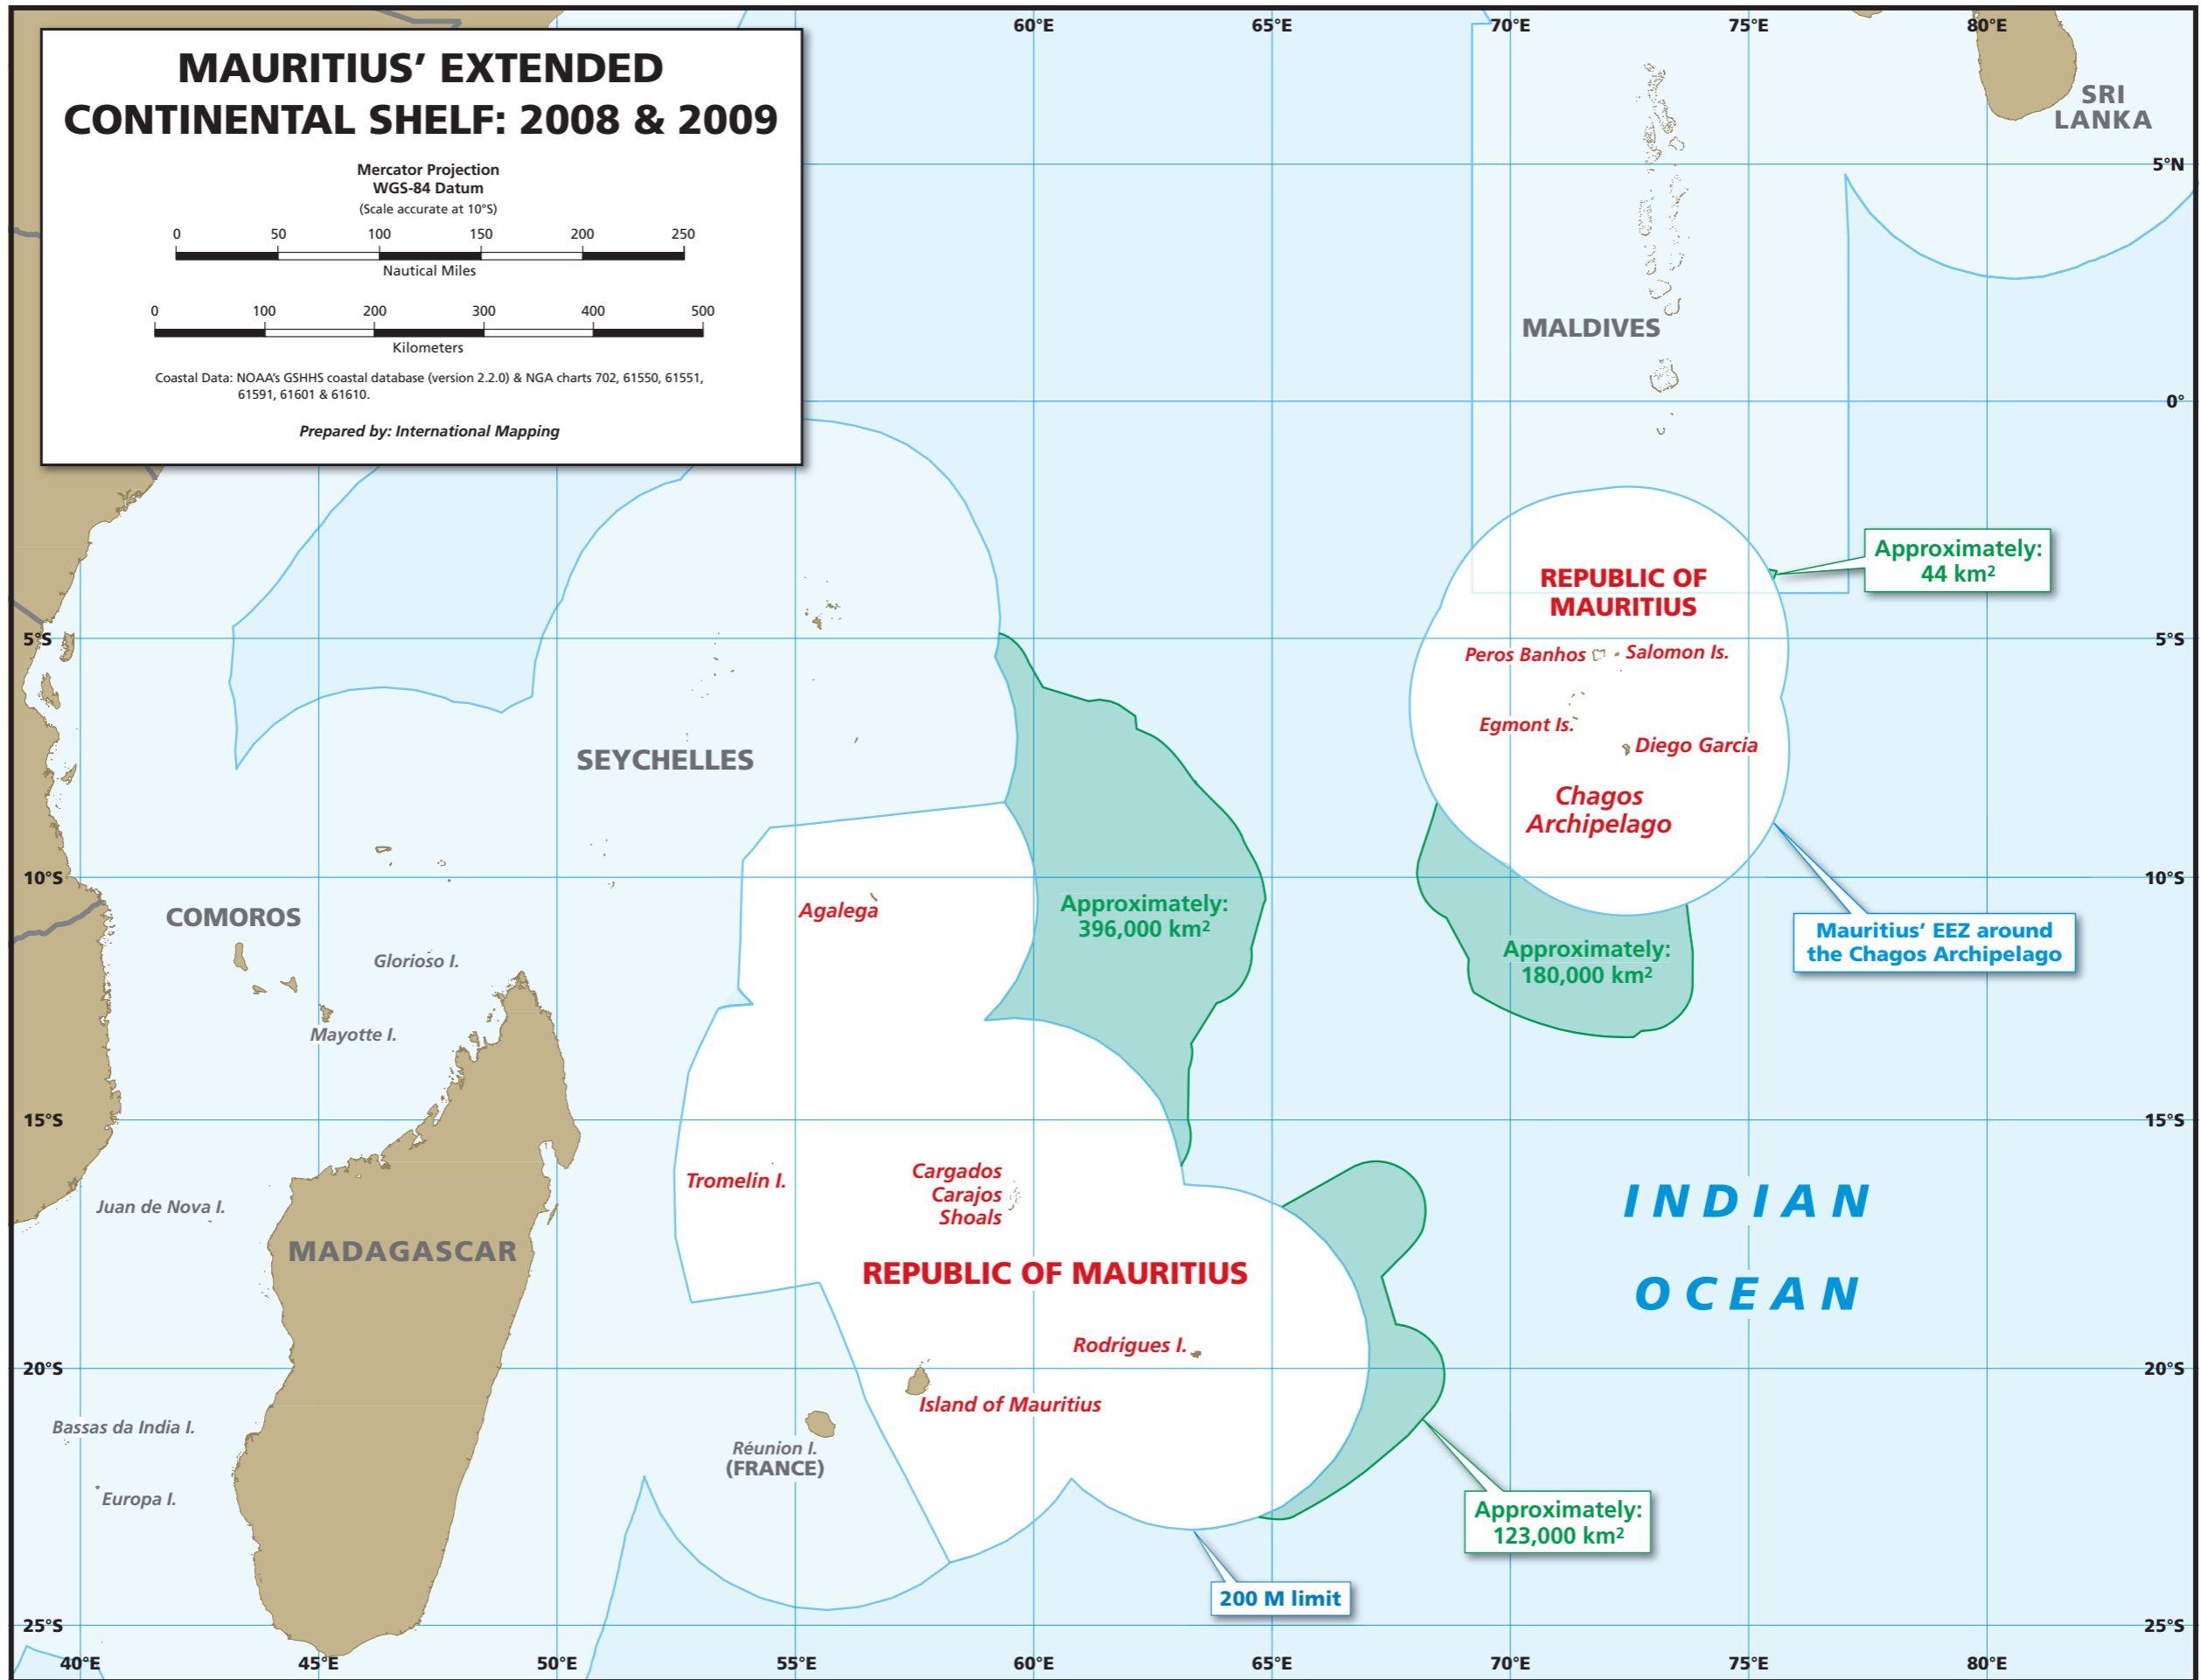 MAURITIUS’ EXTENDED
CONTINENTAL SHELF: 2008 & 2009
Mercator Projection
WGS-84 Datum
(Scale accurate at 10°S)
0 50 100 150 200 250
Nautical Miles
0 100 200 300 400 500
Kilometers
Coastal Data: NOAA’s GSHHS coastal database (version 2.2.0) & NGA charts 702, 61550, 61551,
61591, 61601 & 61610.
Prepared by: International Mapping
60°E 65°E 70°E 75°E 80°E
SRI
LANKA
5°N
MALDIVES
0°
Approximately:
44 km²
REPUBLIC OF
MAURITIUS
5°S 5°S
Peros Banhos Salomon Is.
Egmont Is.
Diego Garcia
SEYCHELLES
Chagos
Archipelago
10°S 10°S
Agalega
Approximately:
396,000 km²
COMOROS
Mauritius’ EEZ around
the Chagos Archipelago
Glorioso I.
Approximately:
180,000 km²
Mayotte I.
15°S 15°S
Tromelin I.
Cargados
Carajos
Shoals
Juan de Nova I.
INDIAN
OCEAN
MADAGASCAR
REPUBLIC OF MAURITIUS
Rodrigues I.
20°S 20°S
Island of Mauritius
Bassas da India I.
Réunion I.
(FRANCE)
Europa I.
Approximately:
123,000 km²
200 M limit
25°S 25°S
40°E 45°E 50°E 55°E 60°E 65°E 70°E 75°E 80°E